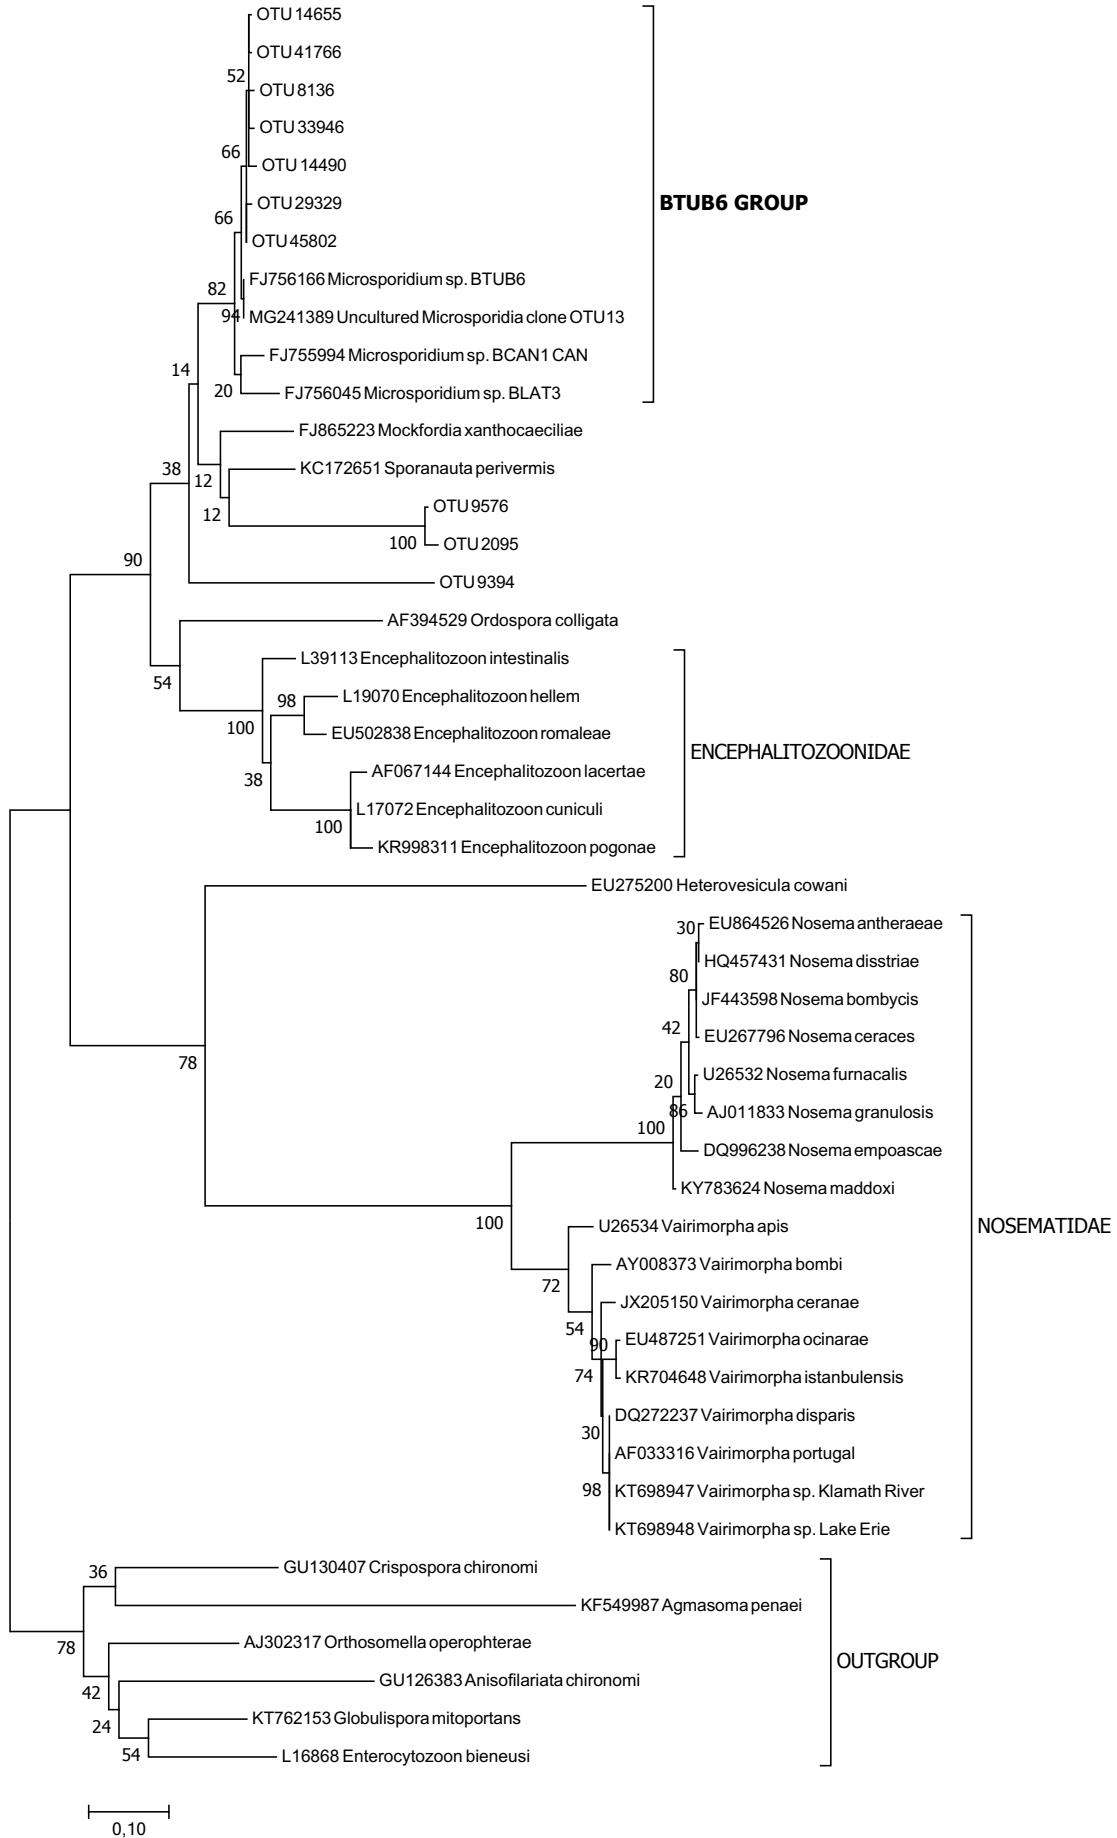 OTU 14655
OTU 41766
52
OTU 8136
OTU 33946
66
OTU 14490
OTU 29329
BTUB6 GROUP
66
OTU 45802
FJ756166 Microsporidium sp. BTUB6
82
94
MG241389 Uncultured Microsporidia clone OTU13
FJ755994 Microsporidium sp. BCAN1 CAN
14
20
FJ756045 Microsporidium sp. BLAT3
FJ865223 Mockfordia xanthocaeciliae
38
12
KC172651 Sporanauta perivermis
12
OTU 9576
100
OTU 2095
90
OTU 9394
AF394529 Ordospora colligata
54
L39113 Encephalitozoon intestinalis
98
L19070 Encephalitozoon hellem
100
EU502838 Encephalitozoon romaleae
ENCEPHALITOZOONIDAE
38
AF067144 Encephalitozoon lacertae
L17072 Encephalitozoon cuniculi
100
KR998311 Encephalitozoon pogonae
EU275200 Heterovesicula cowani
30
EU864526 Nosema antheraeae
HQ457431 Nosema disstriae
80
JF443598 Nosema bombycis
42
EU267796 Nosema ceraces
78
20
U26532 Nosema furnacalis
86
AJ011833 Nosema granulosis
100
DQ996238 Nosema empoascae
KY783624 Nosema maddoxi
100
U26534 Vairimorpha apis
NOSEMATIDAE
72
AY008373 Vairimorpha bombi
JX205150 Vairimorpha ceranae
54
90
EU487251 Vairimorpha ocinarae
74
KR704648 Vairimorpha istanbulensis
DQ272237 Vairimorpha disparis
30
AF033316 Vairimorpha portugal
98
KT698947 Vairimorpha sp. Klamath River
KT698948 Vairimorpha sp. Lake Erie
36
GU130407 Crispospora chironomi
KF549987 Agmasoma penaei
78
AJ302317 Orthosomella operophterae
OUTGROUP
42
GU126383 Anisofilariata chironomi
24
KT762153 Globulispora mitoportans
54
L16868 Enterocytozoon bieneusi
0,10